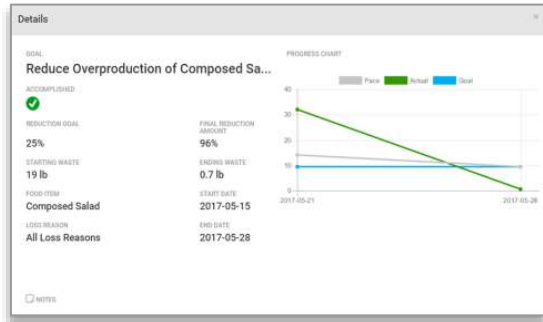 Details
×
GOAL
Reduce Overproduction of Composed Sa...
ACCOMPLISHED
REDUCTION GOAL
25%
FINAL REDUCTION
AMOUNT
96%
STARTING WASTE
19 lb
ENDING WASTE
0.7 lb
FOOD ITEM
Composed Salad
START DATE
2017-05-15
LOSS REASON
All Loss Reasons
END DATE
2017-05-28
NOTES
PROGRESS CHART
Pace Actual Goal
40
30
20
10
0
2017-05-21 2017-05-28